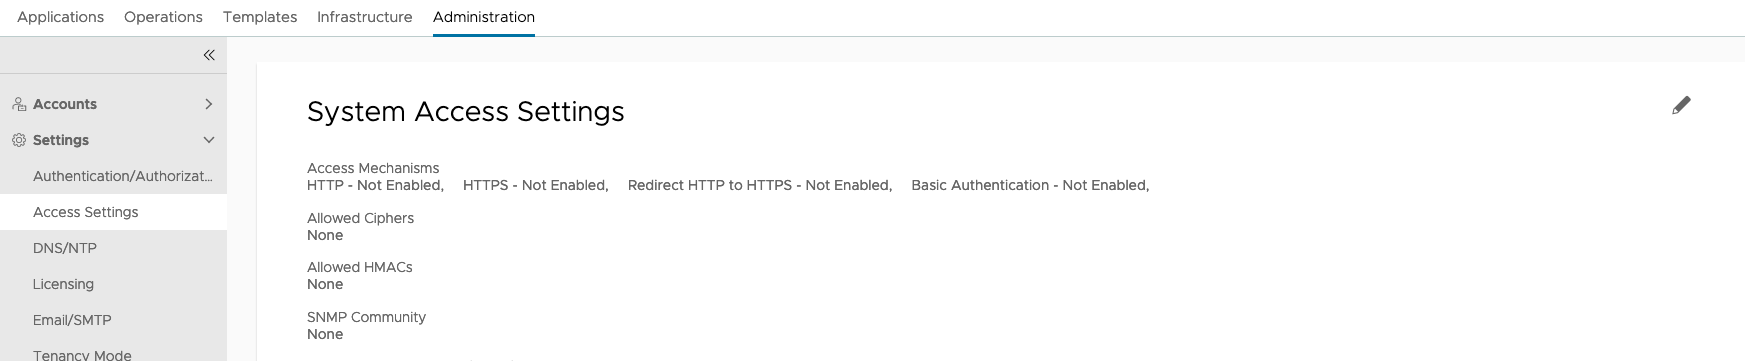 Applications Operations Templates Infrastructure Administration
Accounts
Settings
Authentication/Authorizat...
Access Settings
DNS/NTP
Licensing
Email/SMTP
Tenancy Mode
System Access Settings
Access Mechanisms
HTTP - Not Enabled, HTTPS - Not Enabled, Redirect HTTP to HTTPS - Not Enabled, Basic Authentication - Not Enabled,
Allowed Ciphers
None
Allowed HMACs
None
SNMP Community
None